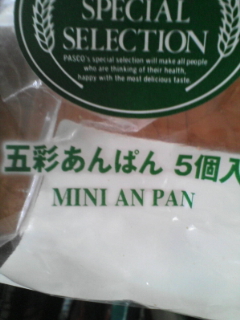 SPECIAL
SELECTION
PASCO's special selection will make all people
who are thinking of their health,
happy with the most delicious taste.
五彩あんぱん 5個入
MINI AN PAN